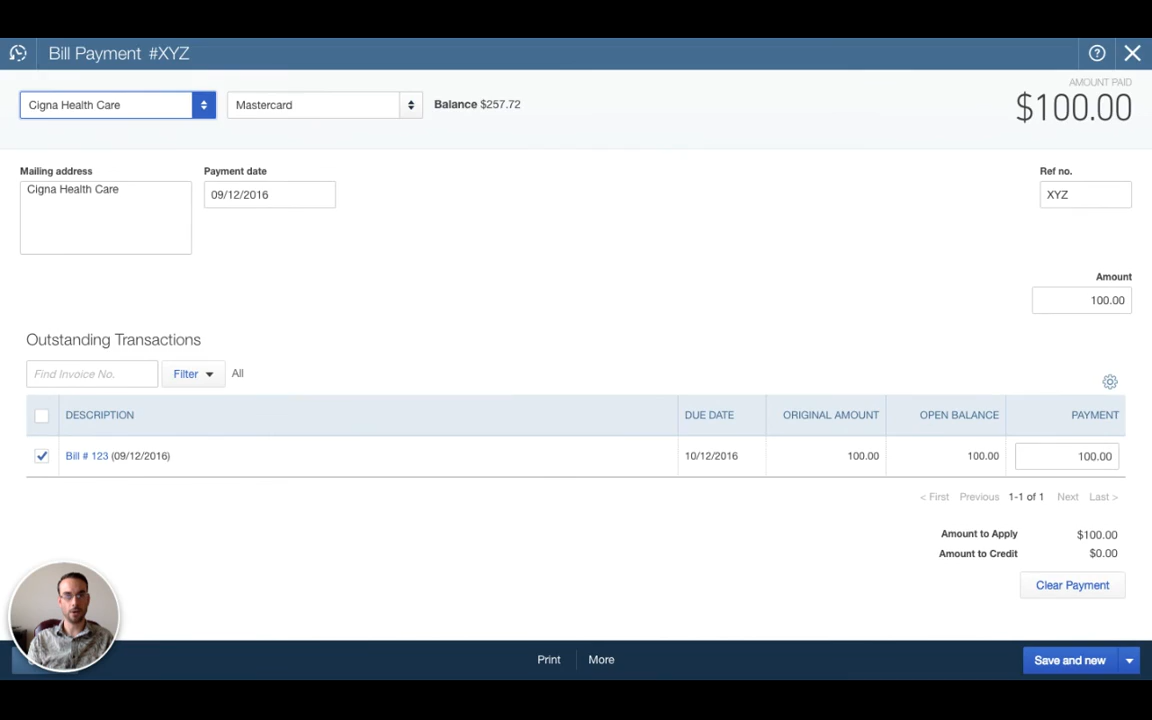 Bill Payment #XYZ
AMOUNT PAID
$100.00
Cigna Health Care
Mastercard
Balance $257.72
Mailing address
Cigna Health Care
Payment date
09/12/2016
Ref no.
XYZ
Amount
100.00
Outstanding Transactions
Find Invoice No.
Filter
All
DESCRIPTION DUE DATE ORIGINAL AMOUNT OPEN BALANCE PAYMENT
Bill # 123 (09/12/2016) 10/12/2016 100.00 100.00 100.00
< First Previous 1-1 of 1 Next Last >
Amount to Apply $100.00
Amount to Credit $0.00
Clear Payment
Print
More
Save and new